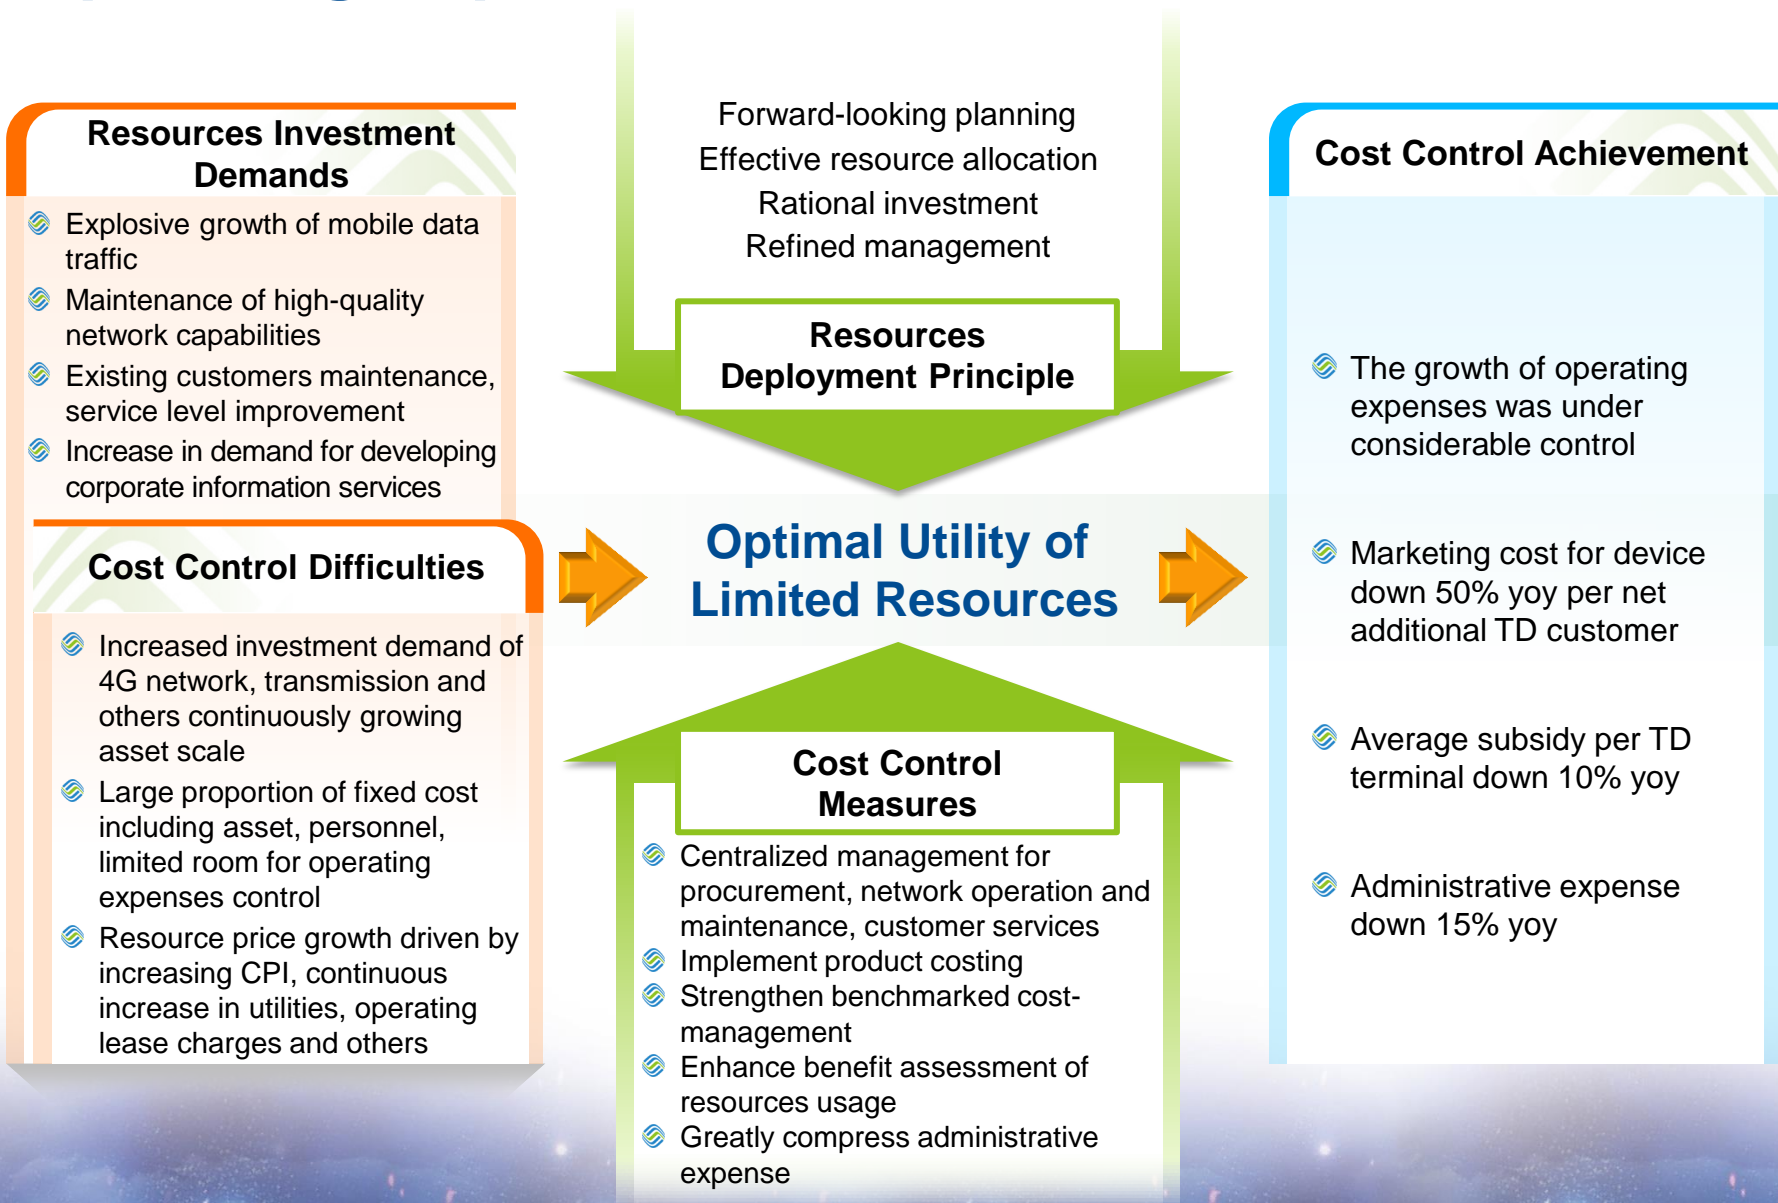 Resources Investment
Demands
Explosive growth of mobile data
traffic
Maintenance of high-quality
network capabilities
Existing customers maintenance,
service level improvement
Increase in demand for developing
corporate information services
Cost Control Difficulties
Increased investment demand of
4G network, transmission and
others continuously growing
asset scale
Large proportion of fixed cost
including asset, personnel,
limited room for operating
expenses control
Resource price growth driven by
increasing CPI, continuous
increase in utilities, operating
lease charges and others
Forward-looking planning
Effective resource allocation
Rational investment
Refined management
Resources
Deployment Principle
Optimal Utility of
Limited Resources
Cost Control
Measures
Centralized management for
procurement, network operation and
maintenance, customer services
Implement product costing
Strengthen benchmarked cost-
management
Enhance benefit assessment of
resources usage
Greatly compress administrative
expense
Cost Control Achievement
The growth of operating
expenses was under
considerable control
Marketing cost for device
down 50% yoy per net
additional TD customer
Average subsidy per TD
terminal down 10% yoy
Administrative expense
down 15% yoy